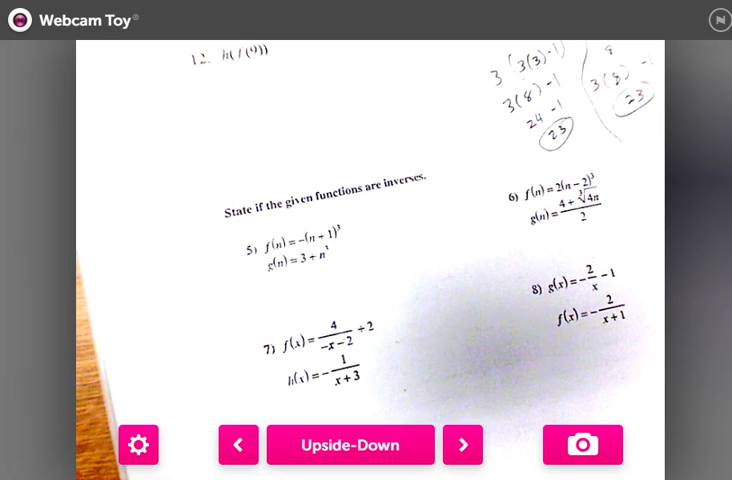 Webcam Toy
12. h(f(9))
3(3(3)-1)
3(8)-1
24-1
23
8
3(8)-1
23
State if the given functions are inverses.
5) f(n) = -(n + 1)³
g(n) = 3 + n³
6) f(n) = 2(n - 2)³
g(n) = (4 + ∛4n) / 2
7) f(x) = 4 / (-x - 2) + 2
h(x) = -1 / (x + 3)
8) g(x) = -2/x - 1
f(x) = -2 / (x + 1)
Upside-Down